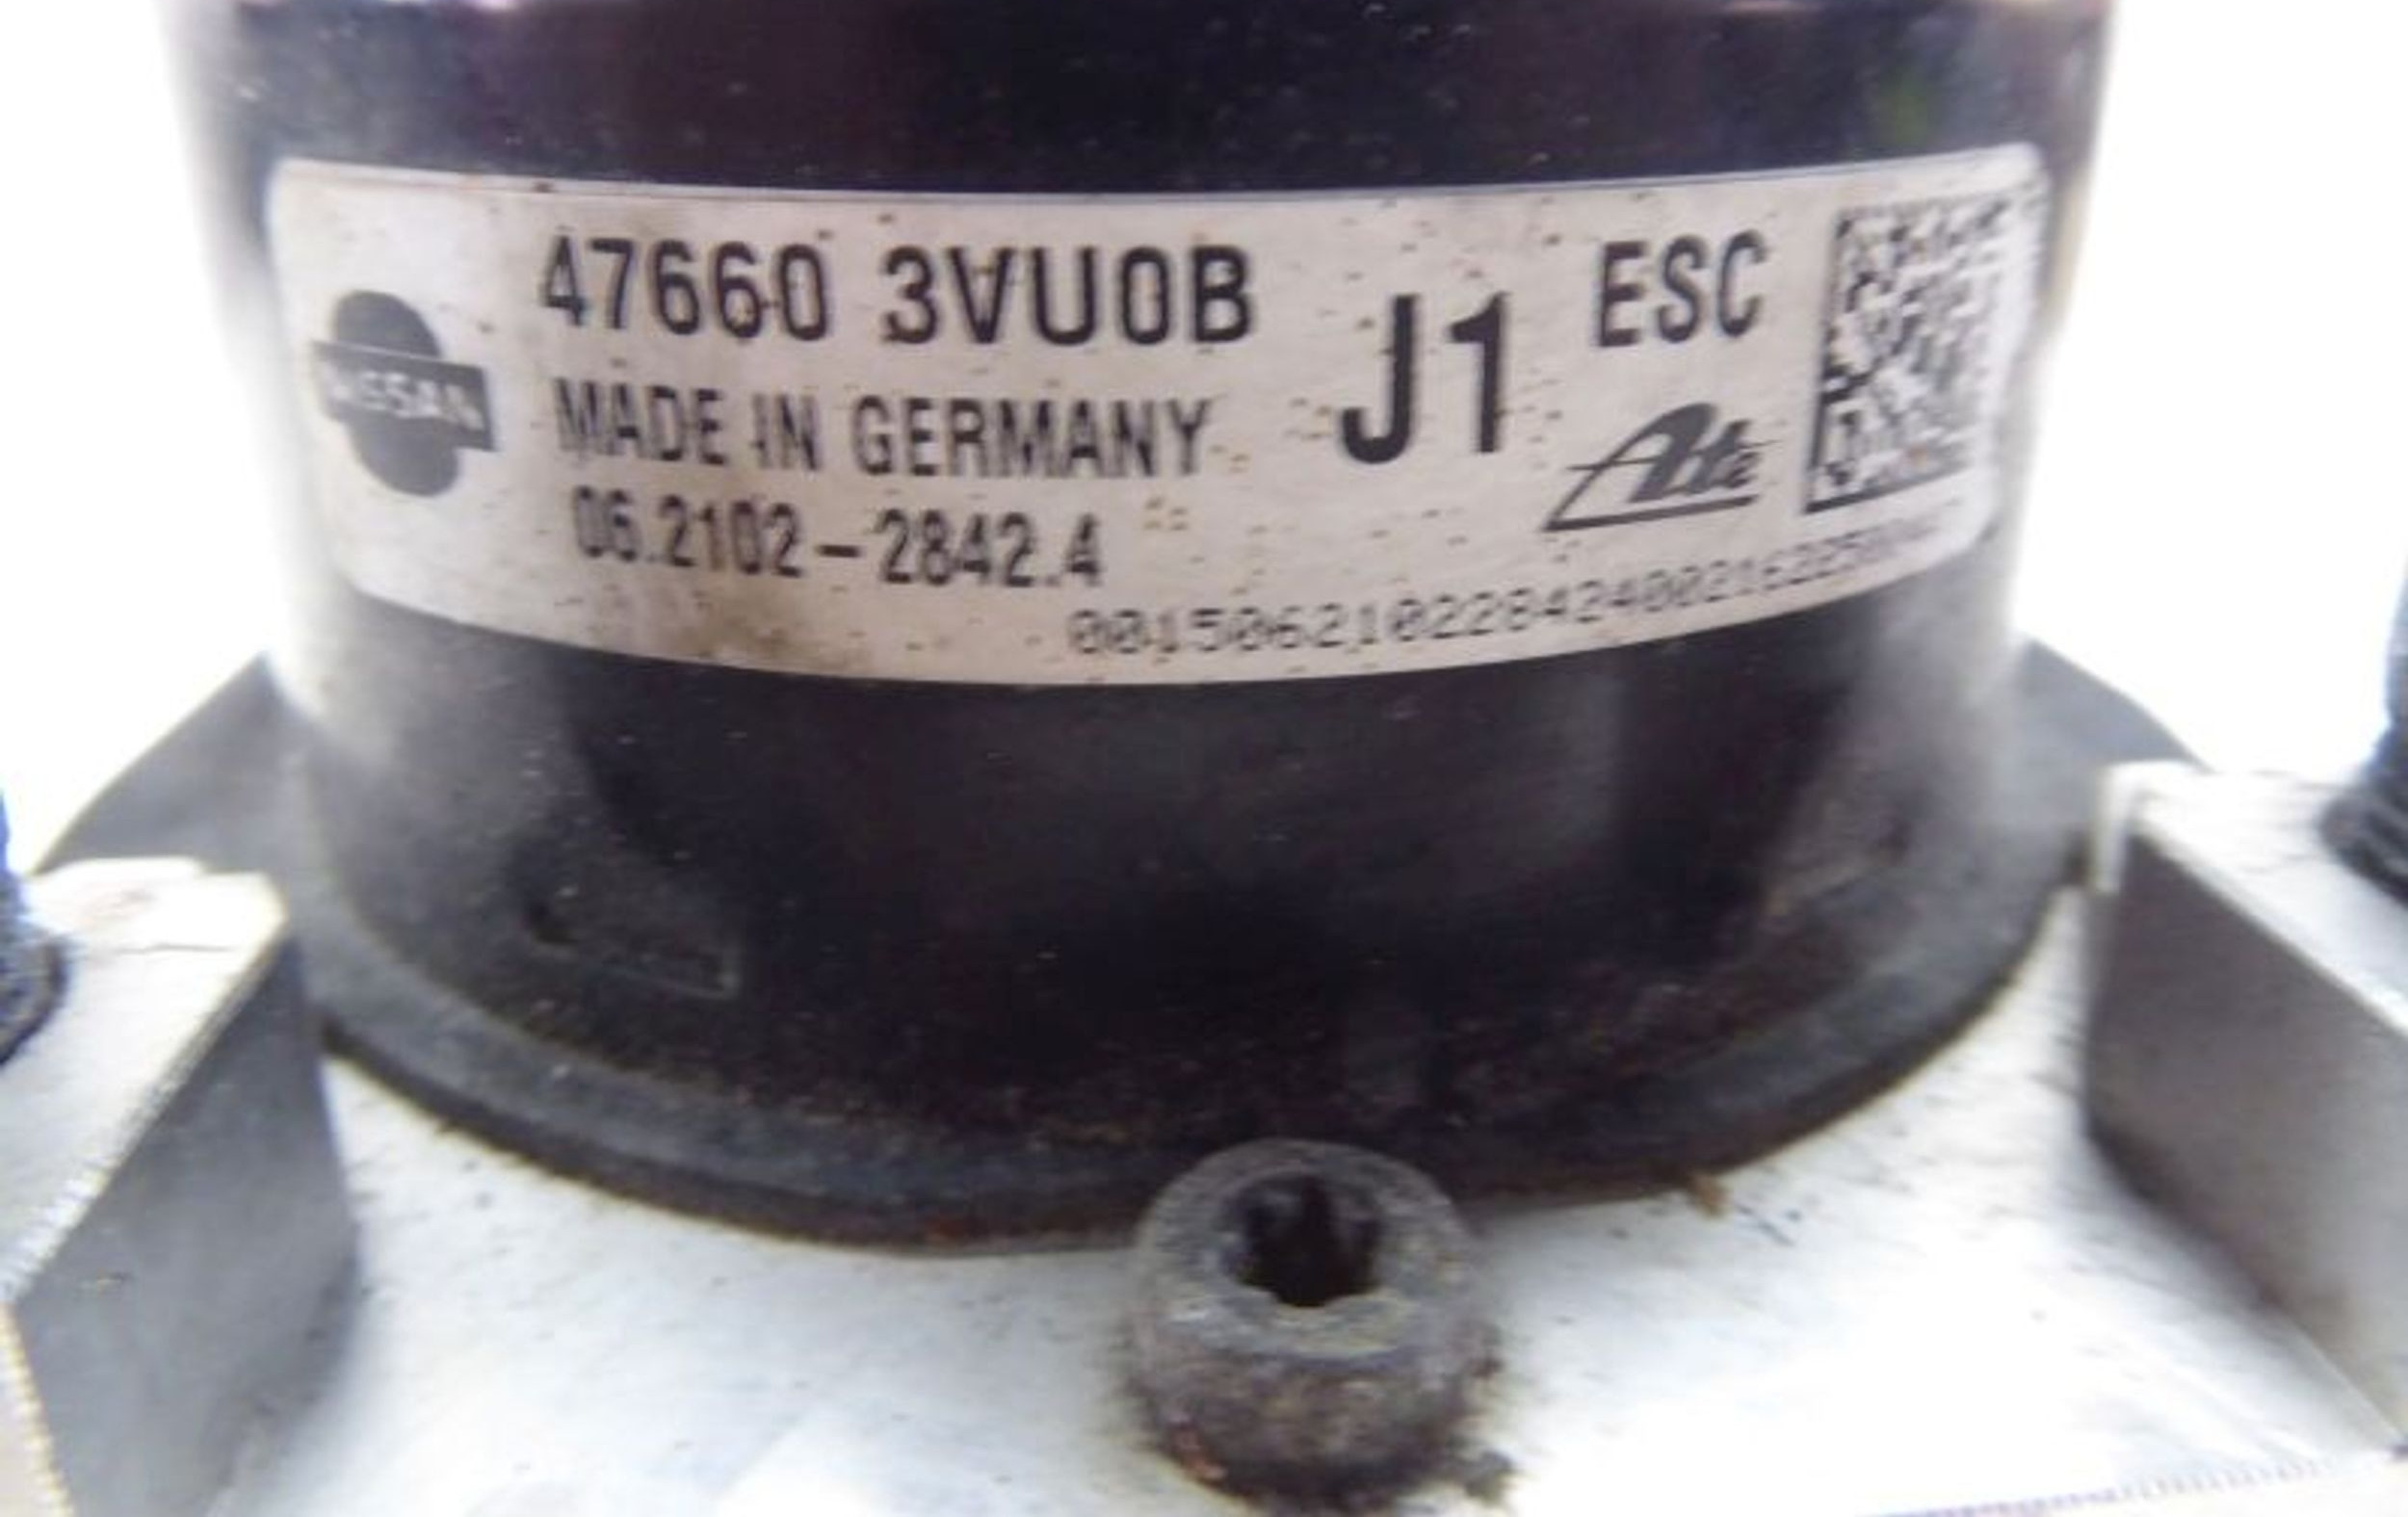 NISSAN
47660 3VU0B
MADE IN GERMANY
06.2102-2842.4
J1
ESC
Ate